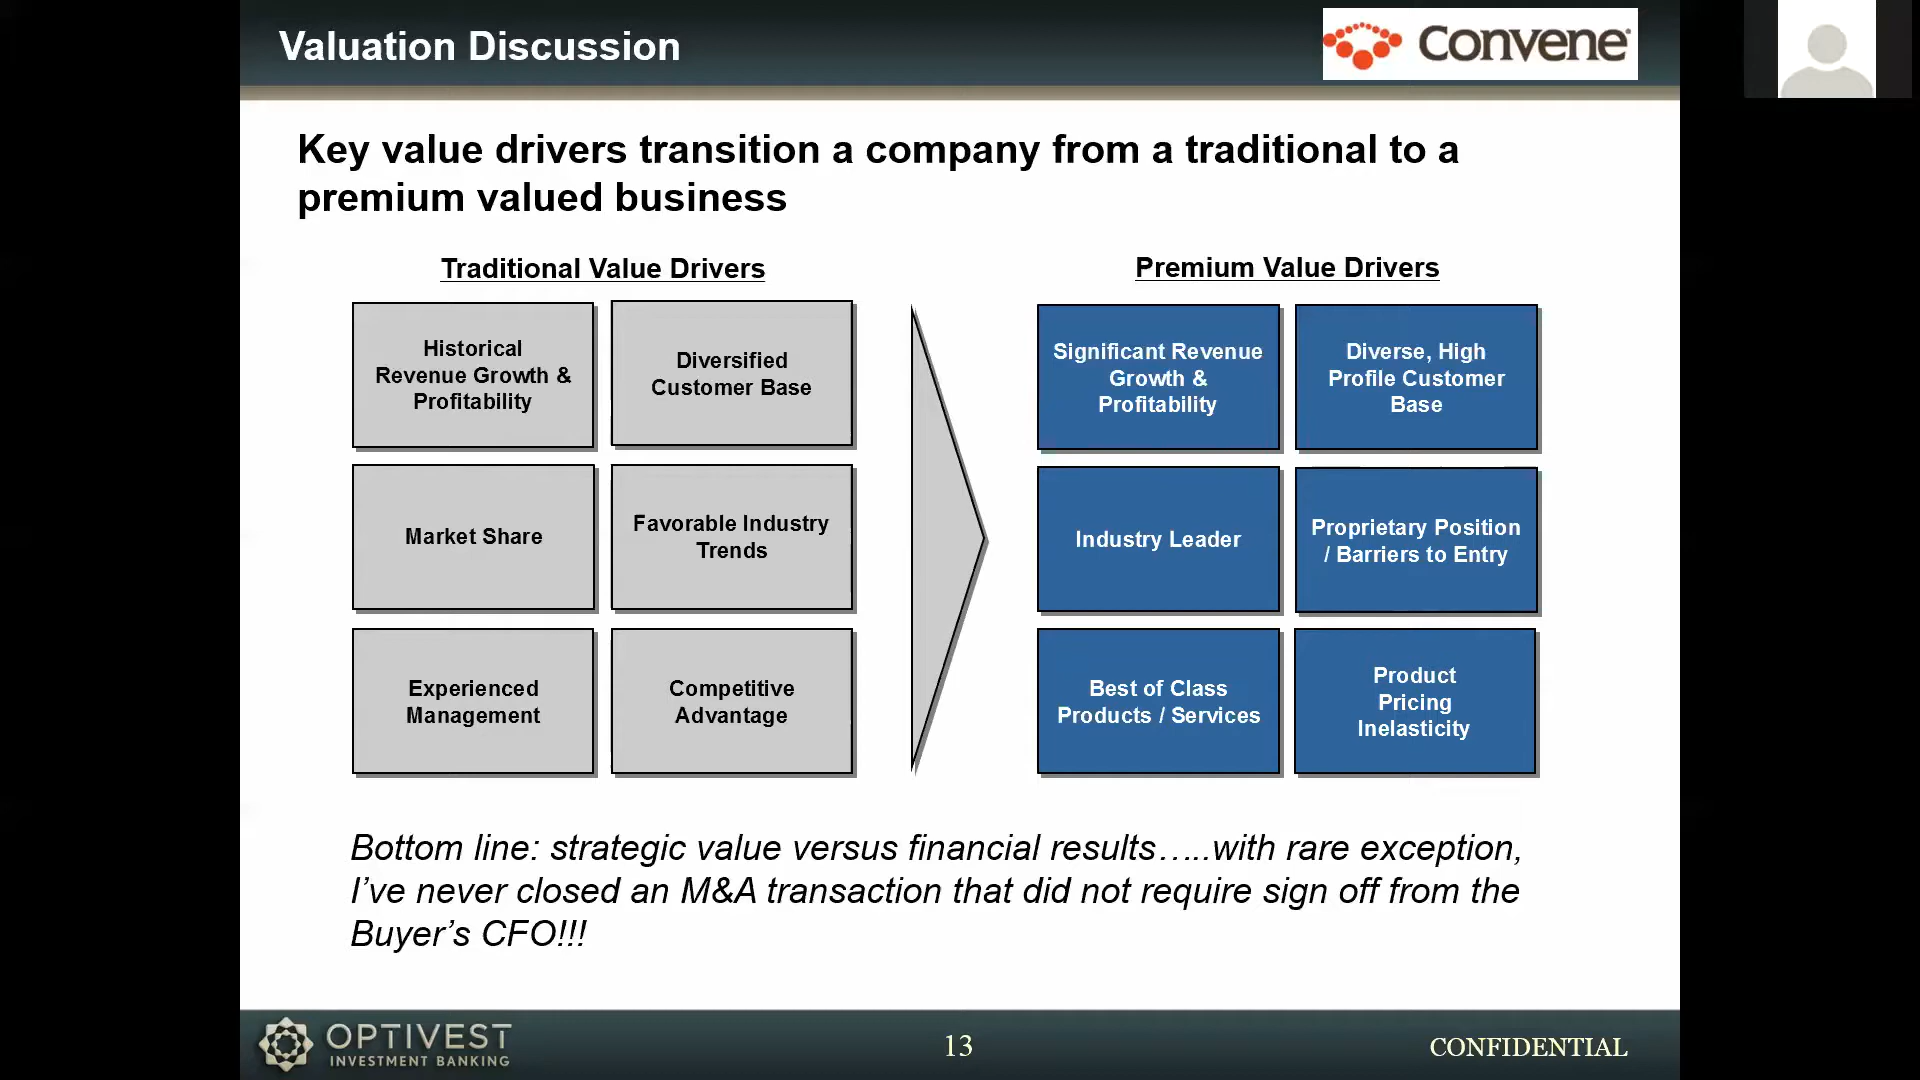 Valuation Discussion
Convene
Key value drivers transition a company from a traditional to a
premium valued business
Traditional Value Drivers
Historical
Revenue Growth &
Profitability
Diversified
Customer Base
Market Share
Favorable Industry
Trends
Experienced
Management
Competitive
Advantage
Premium Value Drivers
Significant Revenue
Growth &
Profitability
Diverse, High
Profile Customer
Base
Industry Leader
Proprietary Position
/ Barriers to Entry
Best of Class
Products / Services
Product
Pricing
Inelasticity
Bottom line: strategic value versus financial results…..with rare exception,
I’ve never closed an M&A transaction that did not require sign off from the
Buyer’s CFO!!!
OPTIVEST
INVESTMENT BANKING
13
CONFIDENTIAL